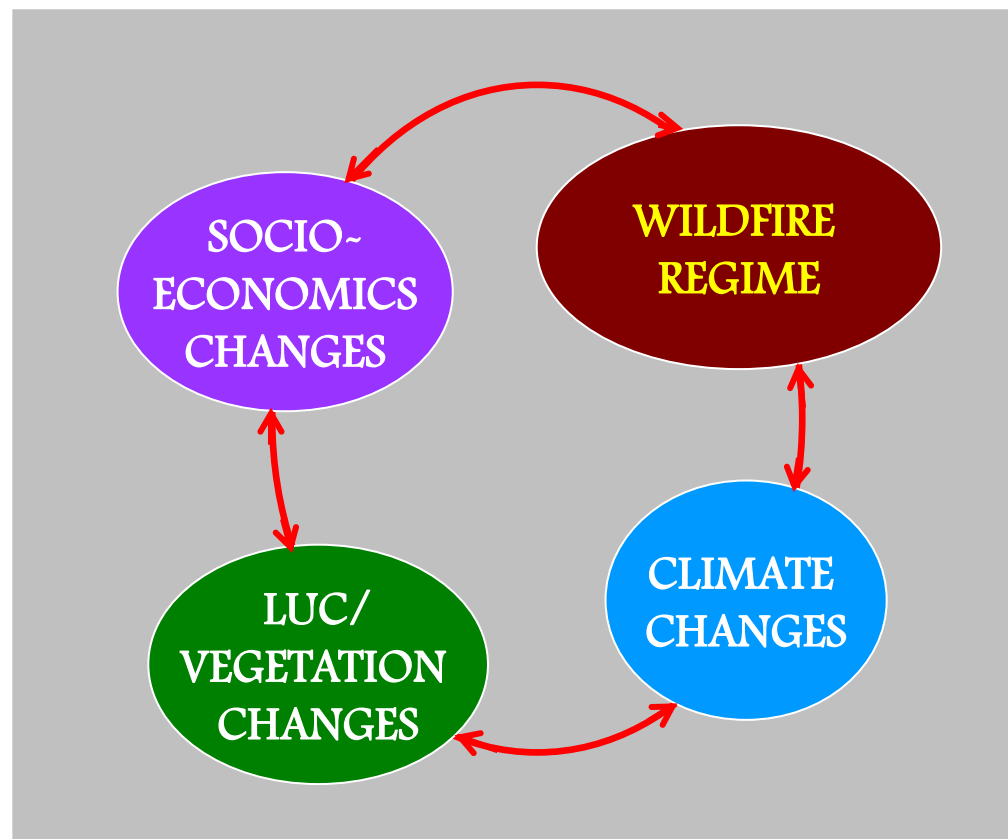 SOCIO-
ECONOMICS
CHANGES
WILDFIRE
REGIME
LUC/
VEGETATION
CHANGES
CLIMATE
CHANGES